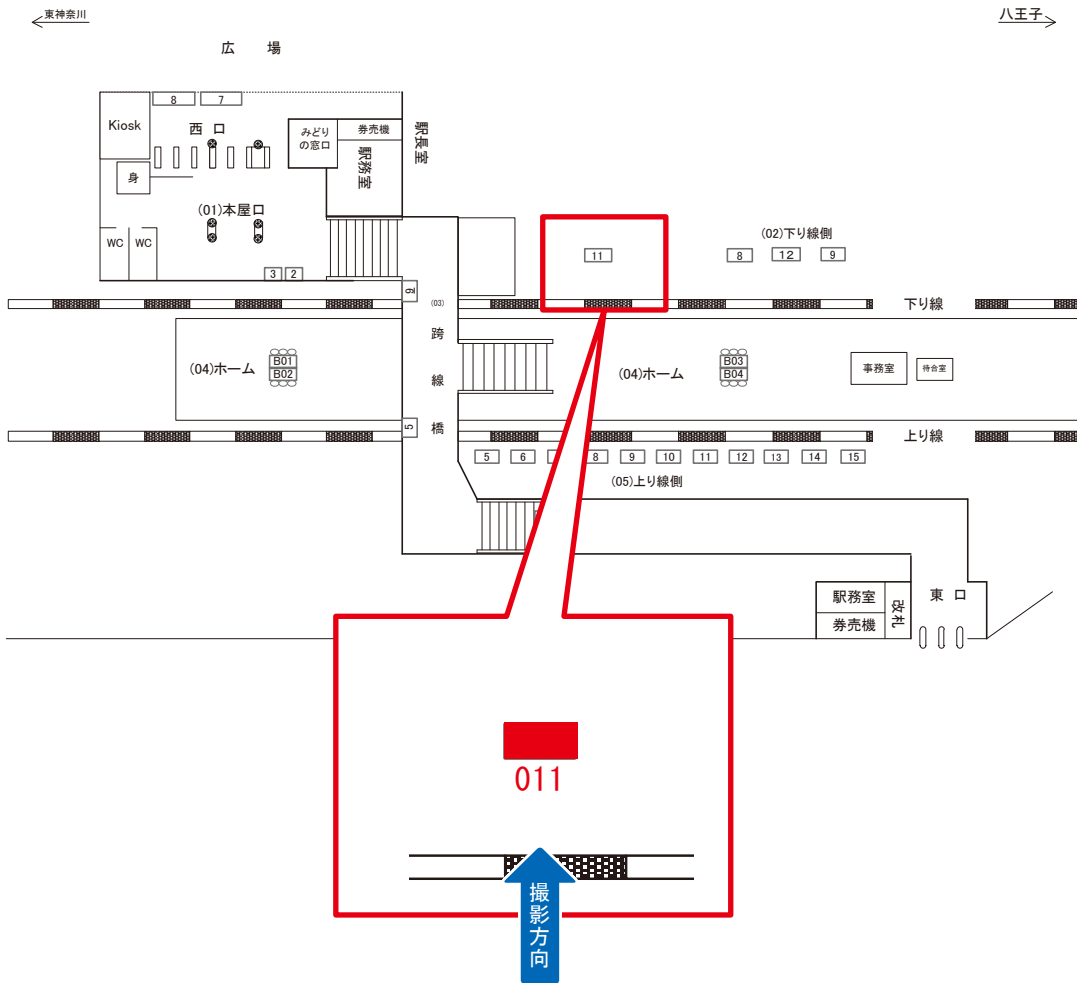 東神奈川
八王子
広 場
8
7
Kiosk
西 口
みどり
の窓口
券売機
駅務室
駅長室
身
(01)本屋口
WC
WC
3
2
11
(02)下り線側
8
12
9
9
(03)
下り線
跨線橋
(04)ホーム
B01
B02
(04)ホーム
B03
B04
事務室
待合室
5
上り線
5
6
8
9
10
11
12
13
14
15
(05)上り線側
駅務室
券売機
改札
東 口
011
撮影方向